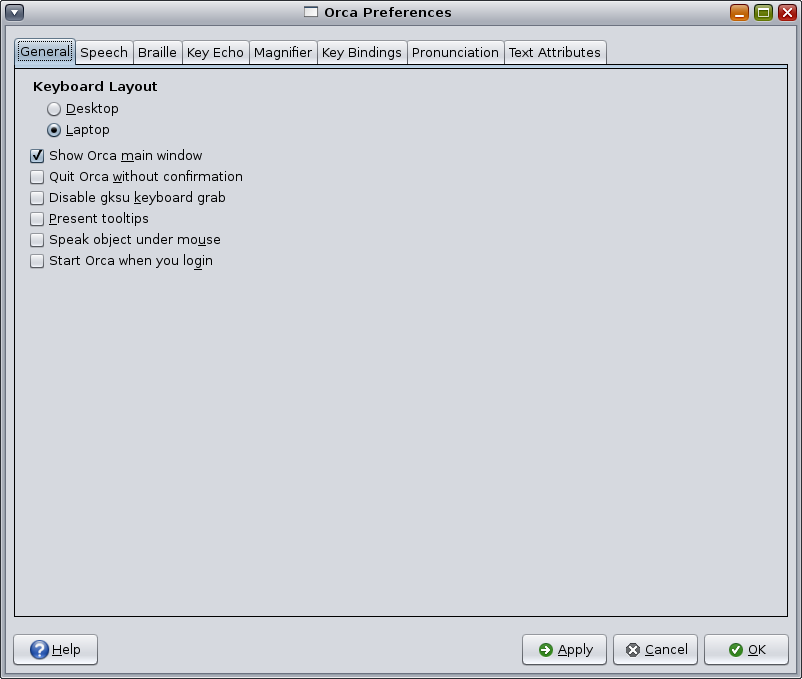 Orca Preferences
General Speech Braille Key Echo Magnifier Key Bindings Pronunciation Text Attributes
Keyboard Layout
Desktop
Laptop
Show Orca main window
Quit Orca without confirmation
Disable gksu keyboard grab
Present tooltips
Speak object under mouse
Start Orca when you login
Help Apply Cancel OK